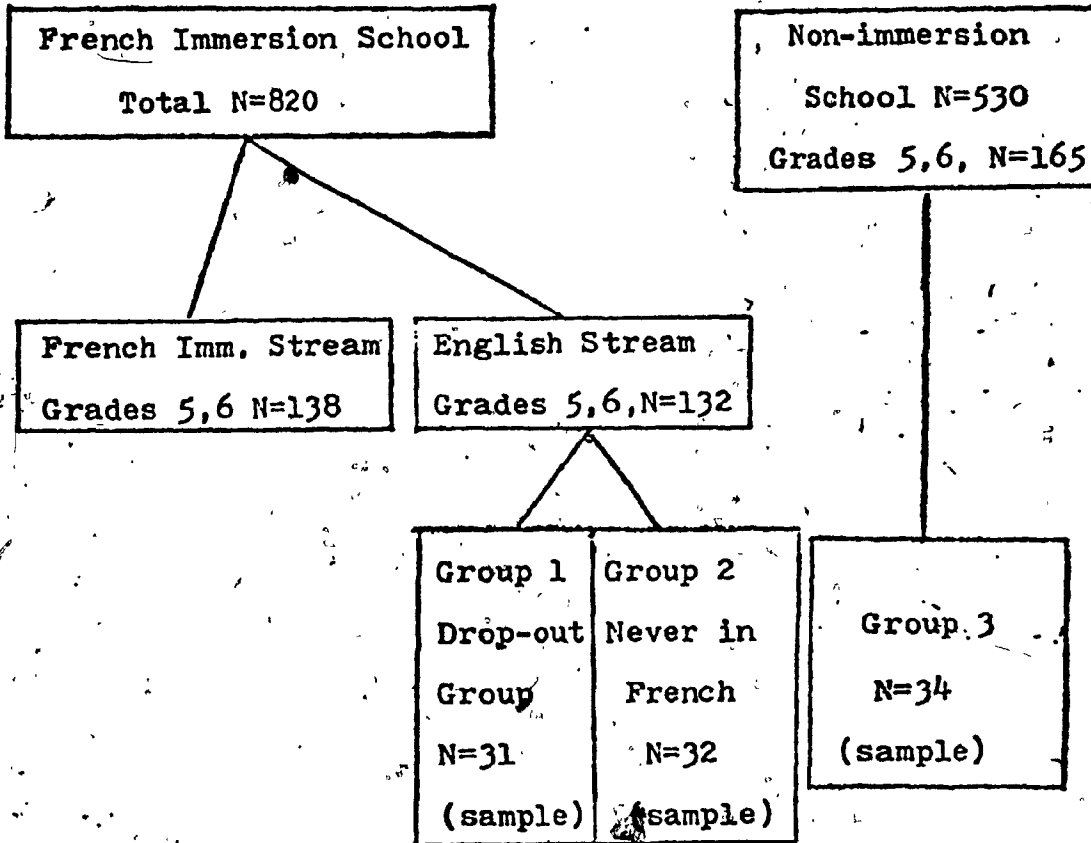 French Immersion School
Total N=820
Non-immersion
School N=530
Grades 5,6, N=165
French Imm. Stream
Grades 5,6 N=138
English Stream
Grades 5,6,N=132
Group 1
Drop-out
Group
N=31
(sample)
Group 2
Never in
French
N=32
(sample)
Group 3
N=34
(sample)